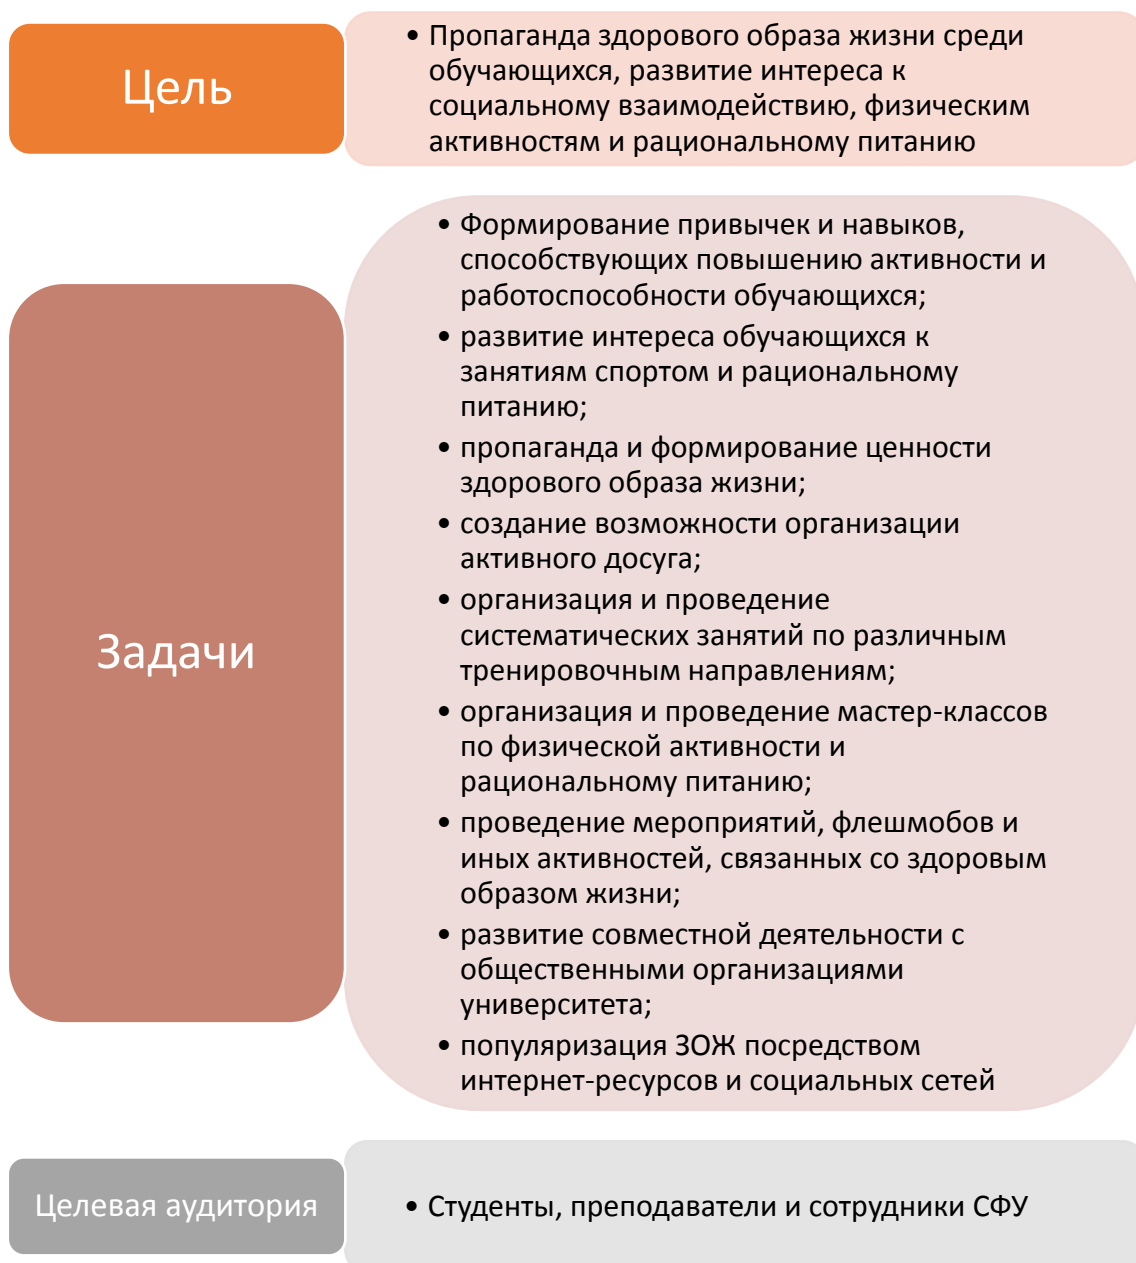 Цель
• Пропаганда здорового образа жизни среди
обучающихся, развитие интереса к
социальному взаимодействию, физическим
активностям и рациональному питанию
Задачи
• Формирование привычек и навыков,
способствующих повышению активности и
работоспособности обучающихся;
• развитие интереса обучающихся к
занятиям спортом и рациональному
питанию;
• пропаганда и формирование ценности
здорового образа жизни;
• создание возможности организации
активного досуга;
• организация и проведение
систематических занятий по различным
тренировочным направлениям;
• организация и проведение мастер-классов
по физической активности и
рациональному питанию;
• проведение мероприятий, флешмобов и
иных активностей, связанных со здоровым
образом жизни;
• развитие совместной деятельности с
общественными организациями
университета;
• популяризация ЗОЖ посредством
интернет-ресурсов и социальных сетей
Целевая аудитория
• Студенты, преподаватели и сотрудники СФУ